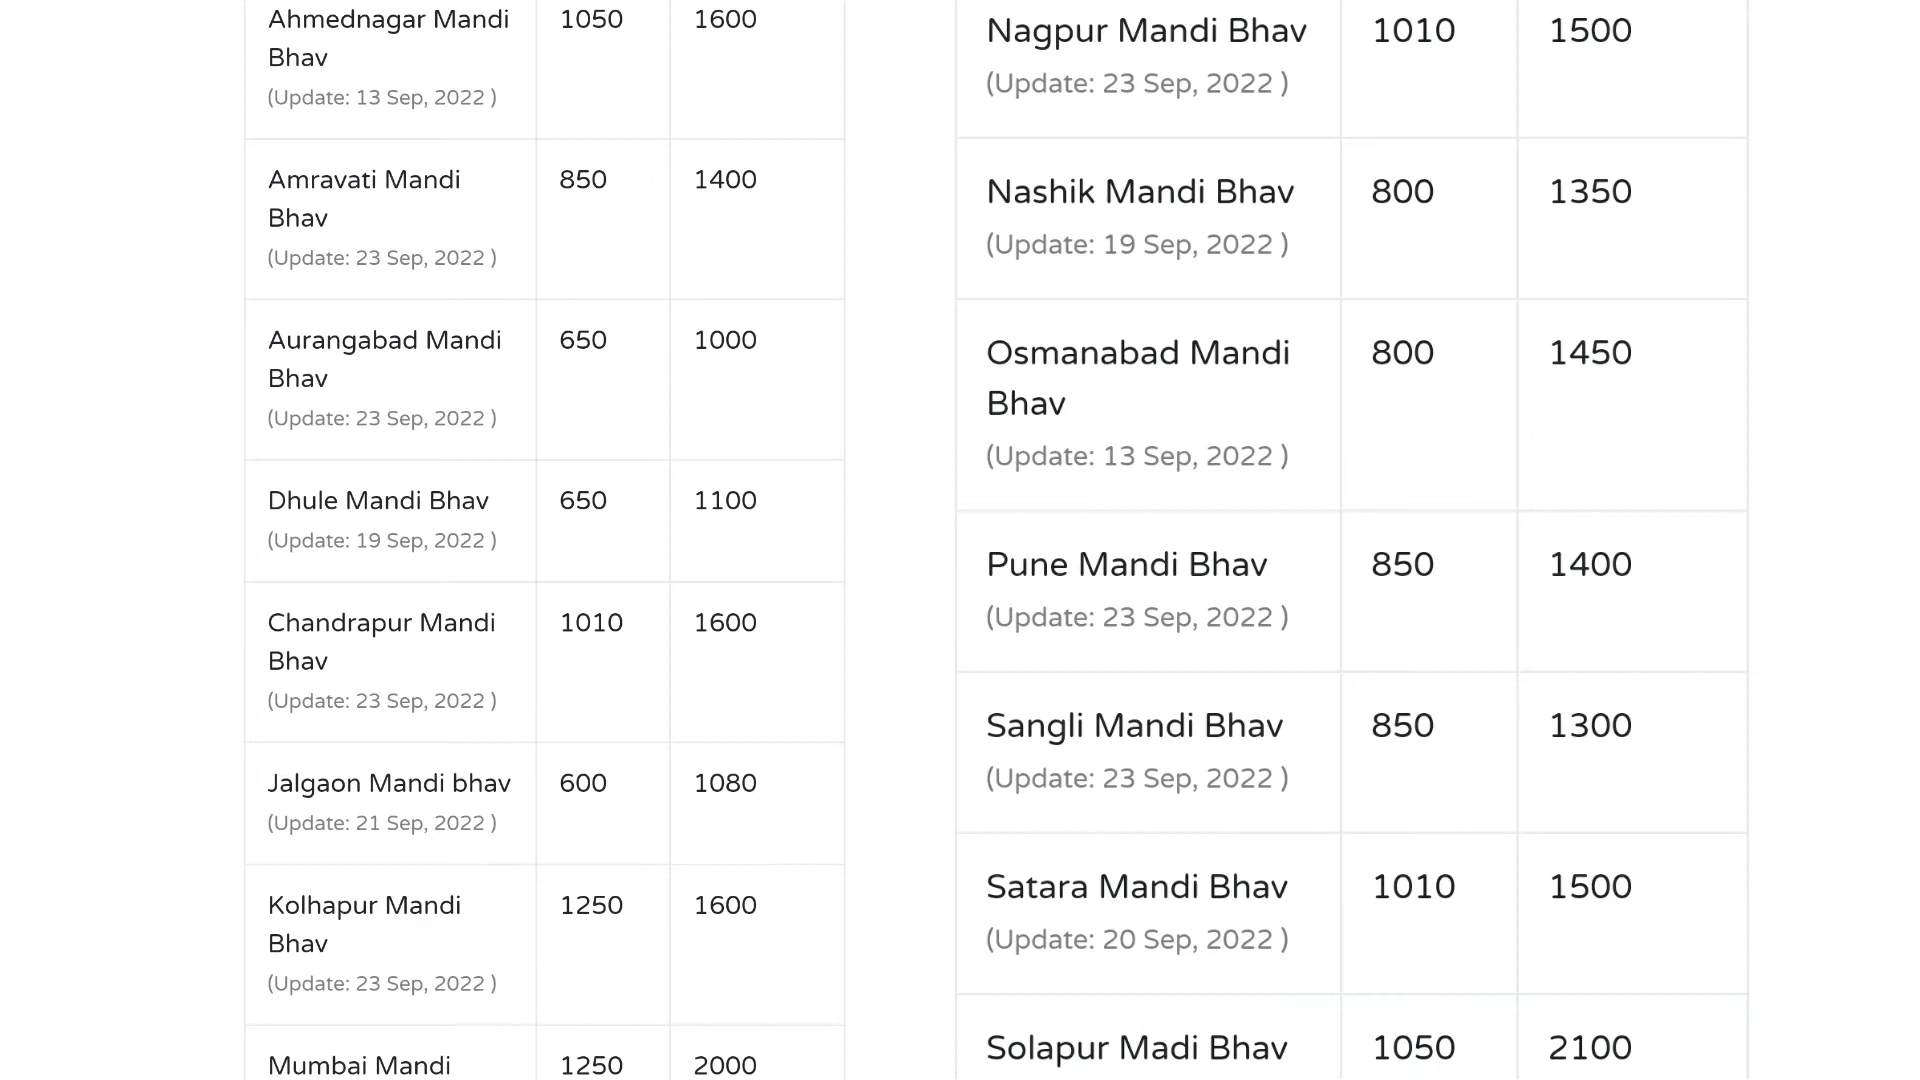 Ahmednagar Mandi 1050 1600
Bhav
(Update: 13 Sep, 2022 )
Amravati Mandi 850 1400
Bhav
(Update: 23 Sep, 2022 )
Aurangabad Mandi 650 1000
Bhav
(Update: 23 Sep, 2022 )
Dhule Mandi Bhav 650 1100
(Update: 19 Sep, 2022 )
Chandrapur Mandi 1010 1600
Bhav
(Update: 23 Sep, 2022 )
Jalgaon Mandi bhav 600 1080
(Update: 21 Sep, 2022 )
Kolhapur Mandi 1250 1600
Bhav
(Update: 23 Sep, 2022 )
Mumbai Mandi 1250 2000
Nagpur Mandi Bhav 1010 1500
(Update: 23 Sep, 2022 )
Nashik Mandi Bhav 800 1350
(Update: 19 Sep, 2022 )
Osmanabad Mandi 800 1450
Bhav
(Update: 13 Sep, 2022 )
Pune Mandi Bhav 850 1400
(Update: 23 Sep, 2022 )
Sangli Mandi Bhav 850 1300
(Update: 23 Sep, 2022 )
Satara Mandi Bhav 1010 1500
(Update: 20 Sep, 2022 )
Solapur Madi Bhav 1050 2100